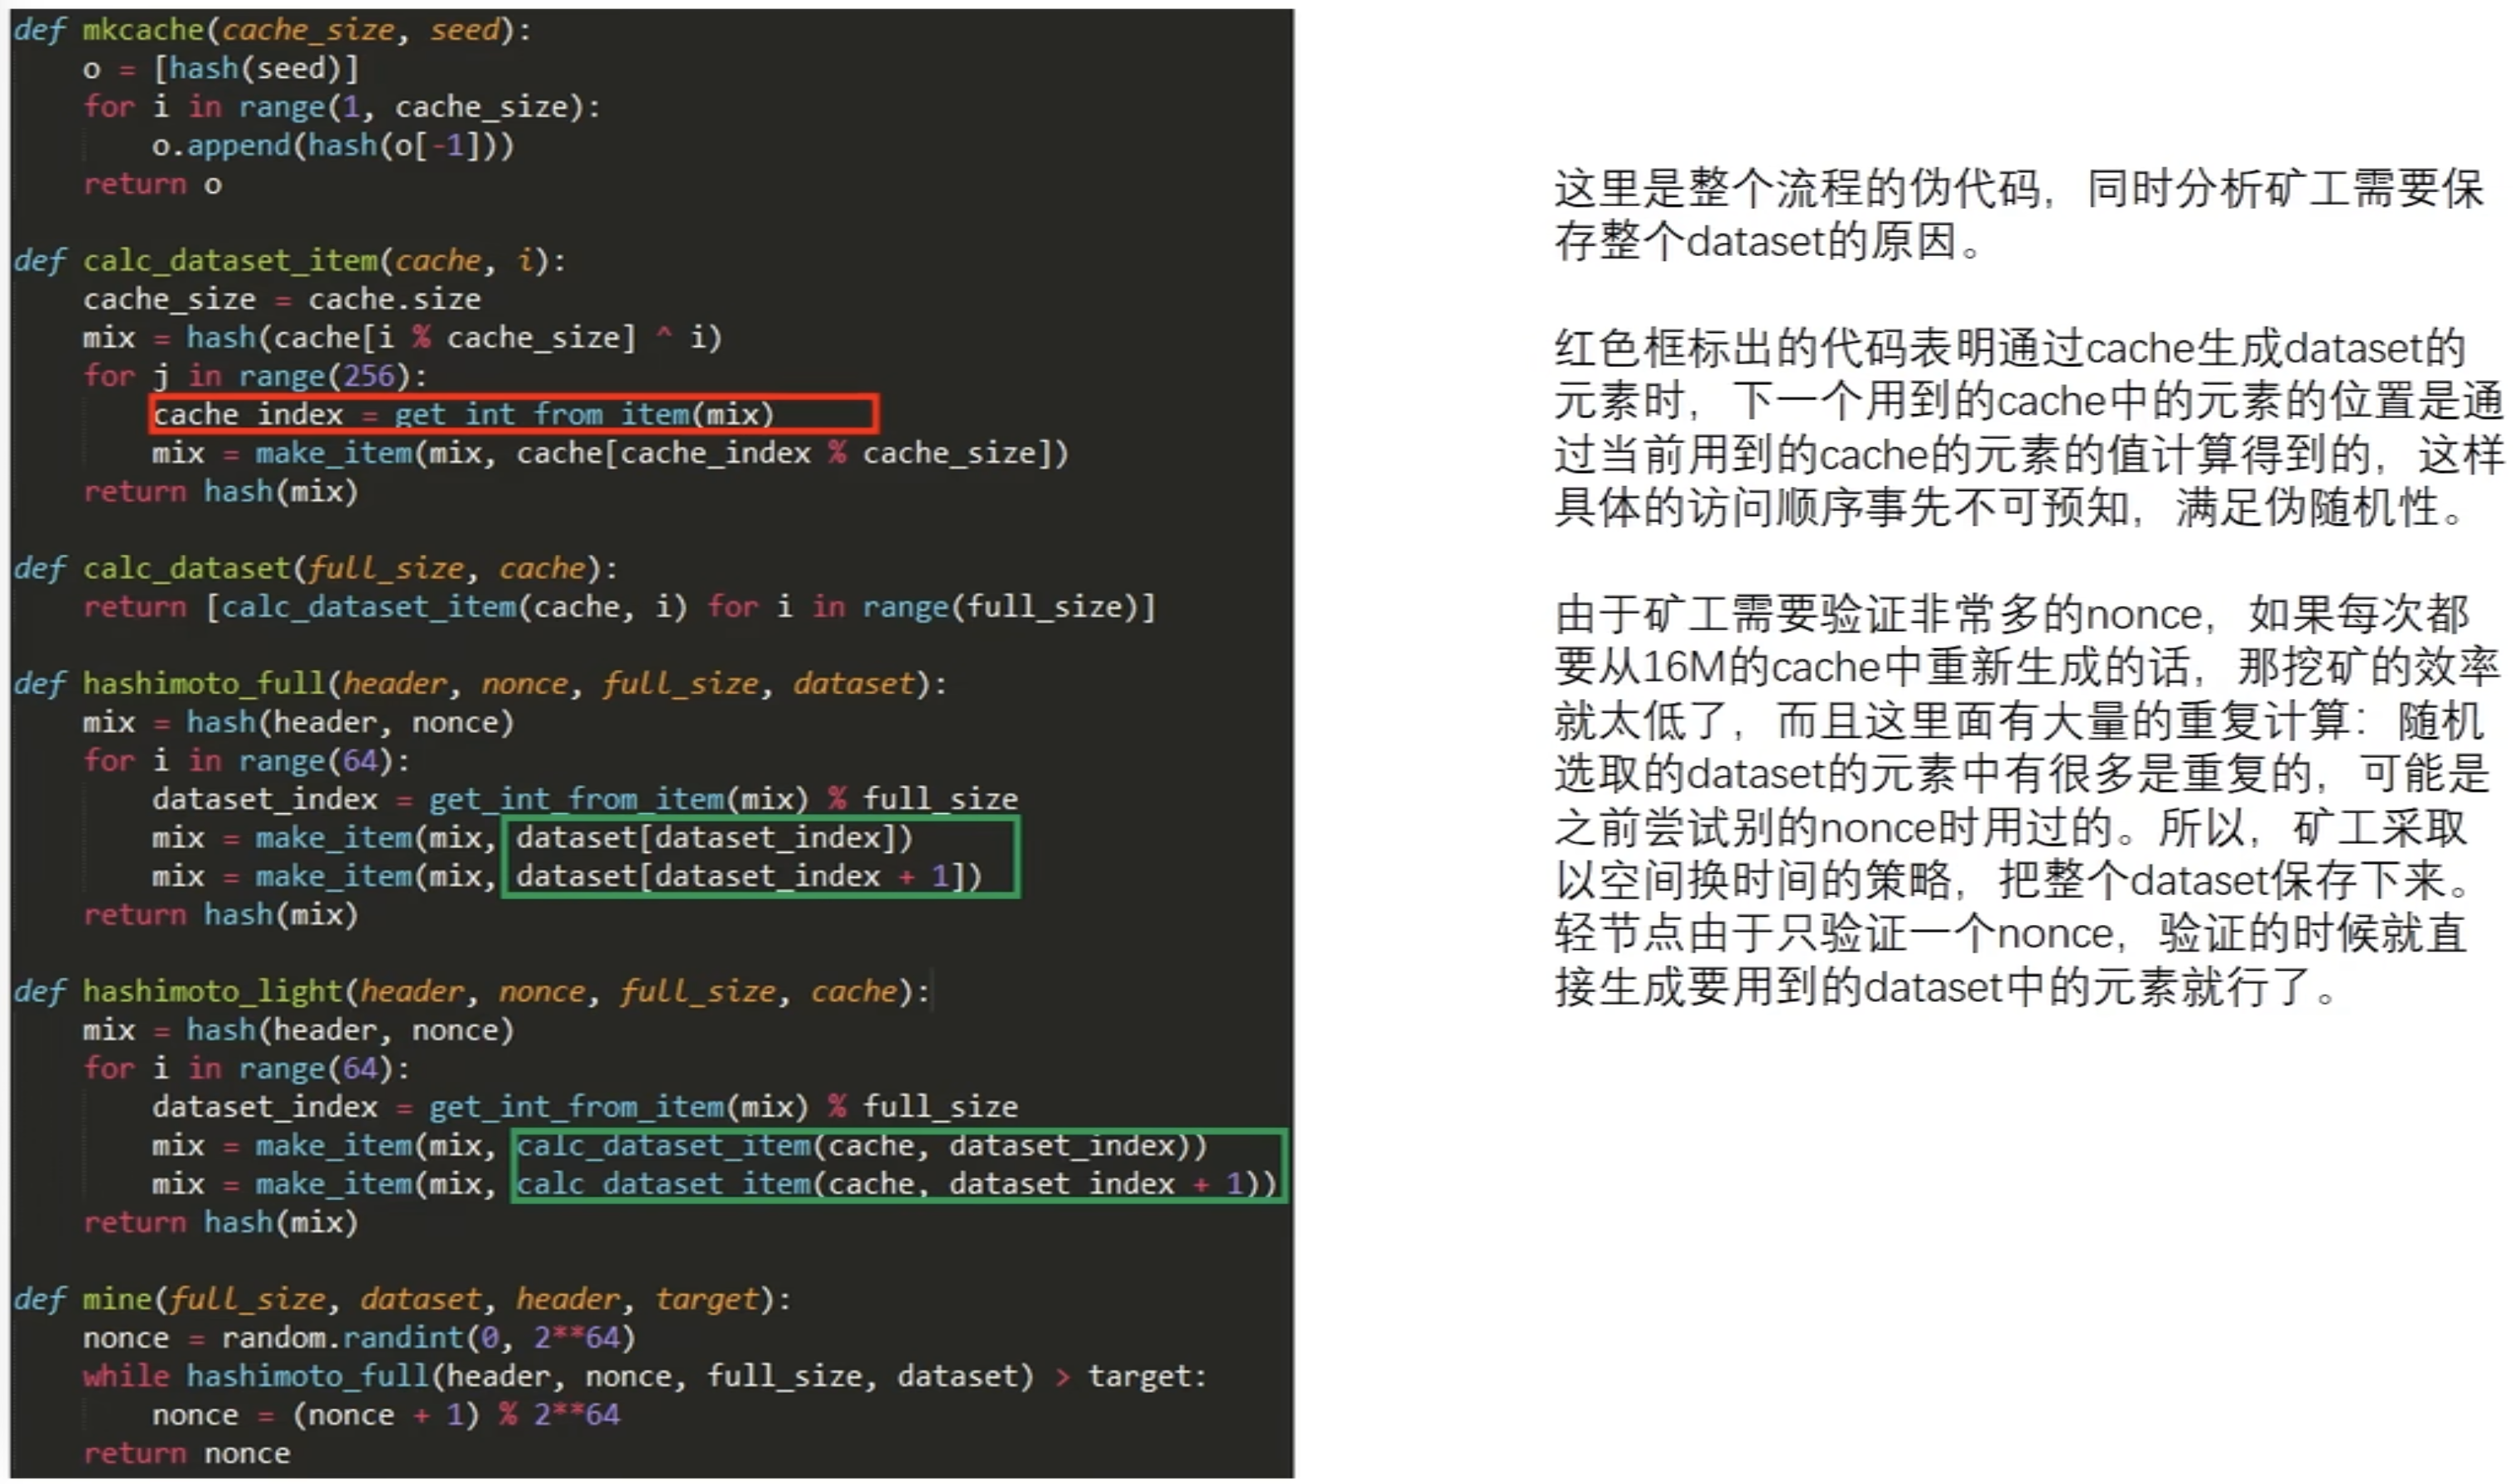 def mkcache(cache_size, seed):
    o = [hash(seed)]
    for i in range(1, cache_size):
        o.append(hash(o[-1]))
    return o
def calc_dataset_item(cache, i):
    cache_size = cache.size
    mix = hash(cache[i % cache_size] ^ i)
    for j in range(256):
        cache_index = get_int_from_item(mix)
        mix = make_item(mix, cache[cache_index % cache_size])
    return hash(mix)
def calc_dataset(full_size, cache):
    return [calc_dataset_item(cache, i) for i in range(full_size)]
def hashimoto_full(header, nonce, full_size, dataset):
    mix = hash(header, nonce)
    for i in range(64):
        dataset_index = get_int_from_item(mix) % full_size
        mix = make_item(mix, dataset[dataset_index])
        mix = make_item(mix, dataset[dataset_index + 1])
    return hash(mix)
def hashimoto_light(header, nonce, full_size, cache):
    mix = hash(header, nonce)
    for i in range(64):
        dataset_index = get_int_from_item(mix) % full_size
        mix = make_item(mix, calc_dataset_item(cache, dataset_index))
        mix = make_item(mix, calc_dataset_item(cache, dataset_index + 1))
    return hash(mix)
def mine(full_size, dataset, header, target):
    nonce = random.randint(0, 2**64)
    while hashimoto_full(header, nonce, full_size, dataset) > target:
        nonce = (nonce + 1) % 2**64
    return nonce
这里是整个流程的伪代码，同时分析矿工需要保
存整个dataset的原因。
红色框标出的代码表明通过cache生成dataset的
元素时，下一个用到的cache中的元素的位置是通
过当前用到的cache的元素的值计算得到的，这样
具体的访问顺序事先不可预知，满足伪随机性。
由于矿工需要验证非常多的nonce，如果每次都
要从16M的cache中重新生成的话，那挖矿的效率
就太低了，而且这里面有大量的重复计算：随机
选取的dataset的元素中有很多是重复的，可能是
之前尝试别的nonce时用过的。所以，矿工采取
以空间换时间的策略，把整个dataset保存下来。
轻节点由于只验证一个nonce，验证的时候就直
接生成要用到的dataset中的元素就行了。